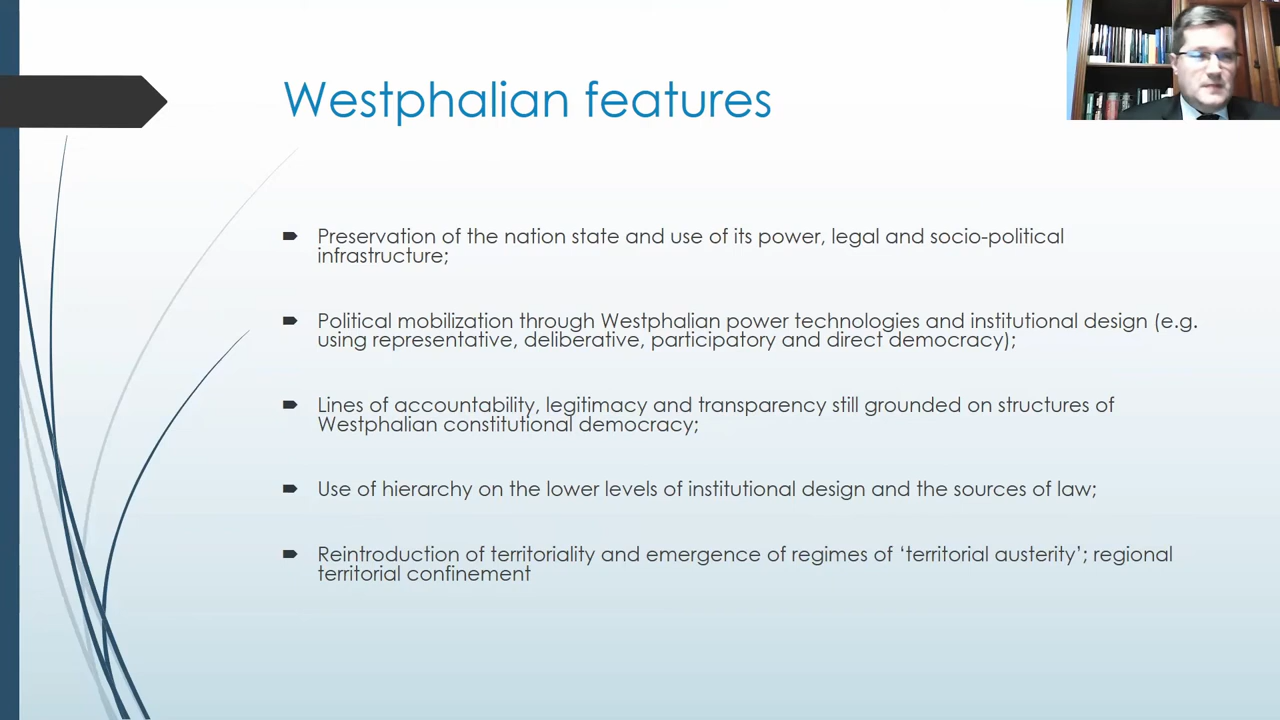 Westphalian features
Preservation of the nation state and use of its power, legal and socio-political
infrastructure;
Political mobilization through Westphalian power technologies and institutional design (e.g.
using representative, deliberative, participatory and direct democracy);
Lines of accountability, legitimacy and transparency still grounded on structures of
Westphalian constitutional democracy;
Use of hierarchy on the lower levels of institutional design and the sources of law;
Reintroduction of territoriality and emergence of regimes of ‘territorial austerity’; regional
territorial confinement